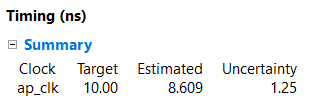 Timing (ns)
Summary
Clock Target Estimated Uncertainty
ap_clk 10.00 8.609 1.25